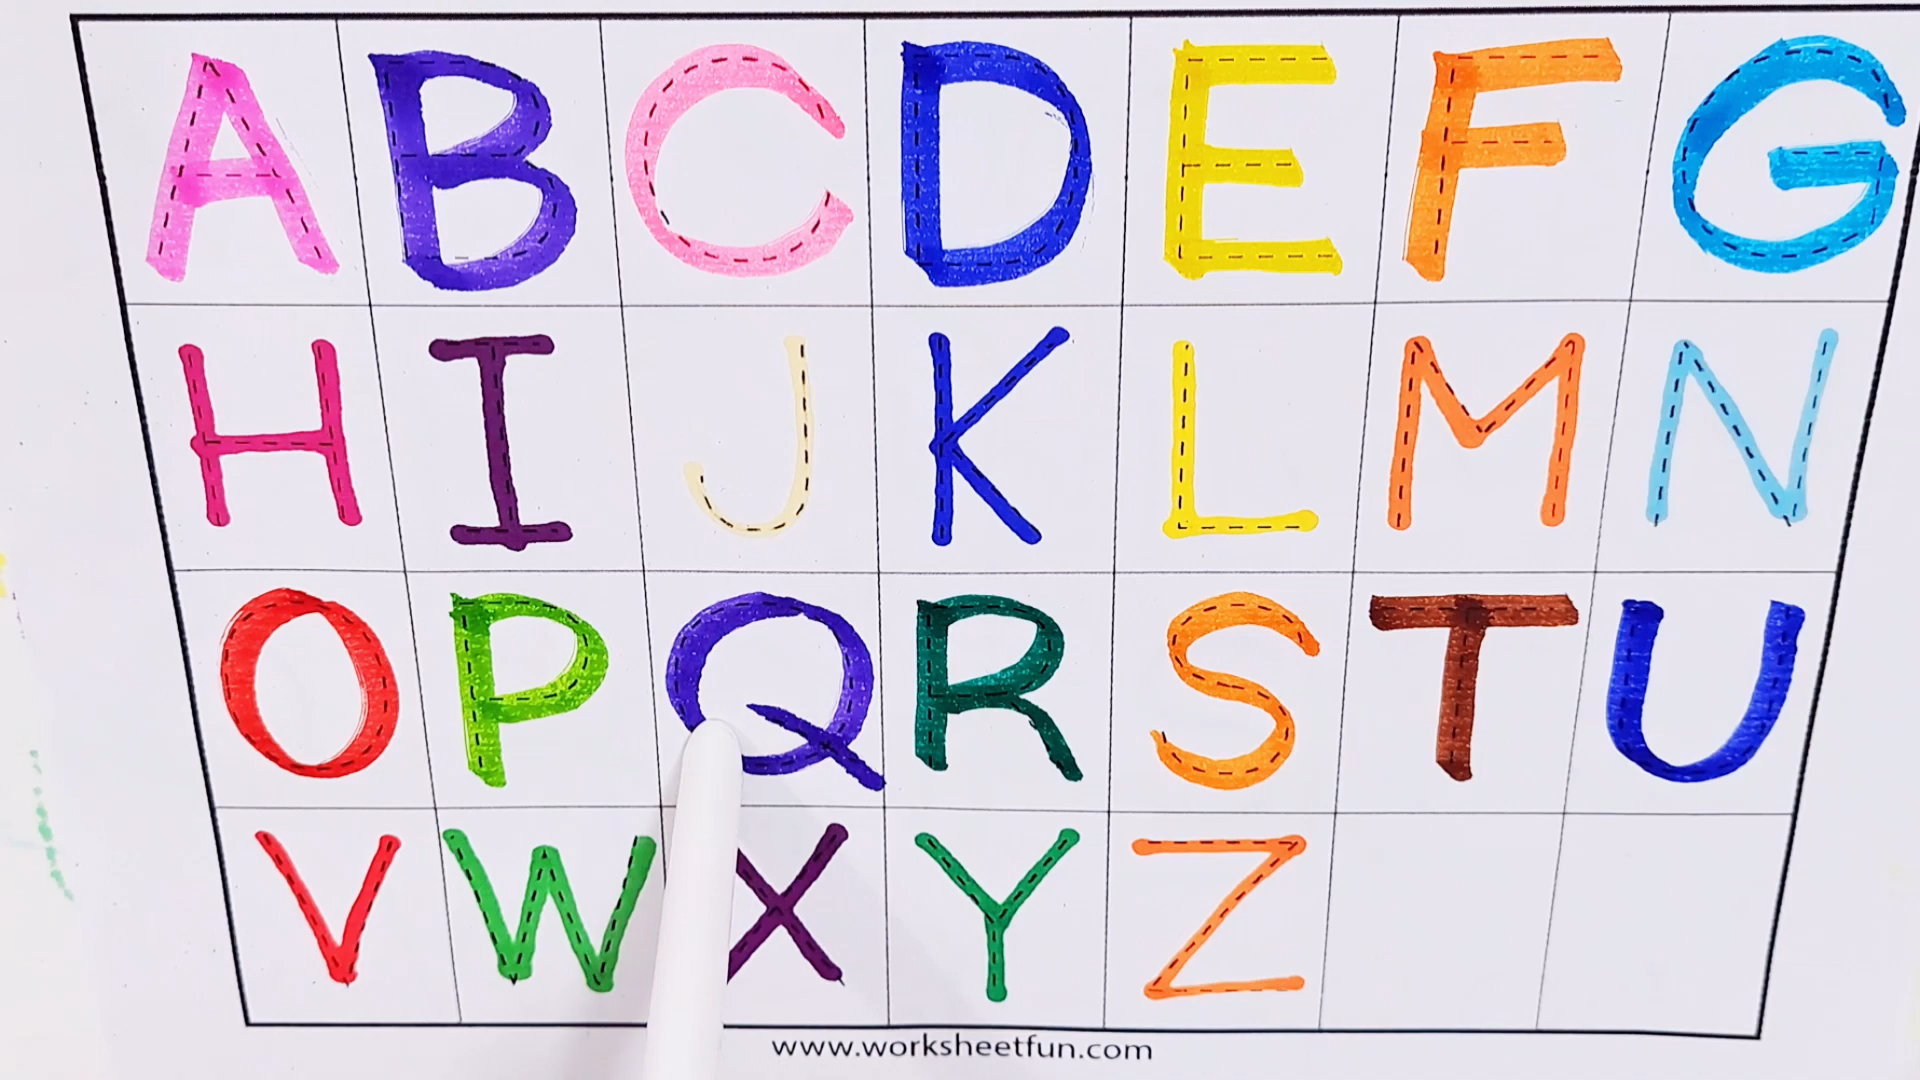 A B C D E F G
H I J K L M N
O P Q R S T U
V W X Y Z
www.worksheetfun.com